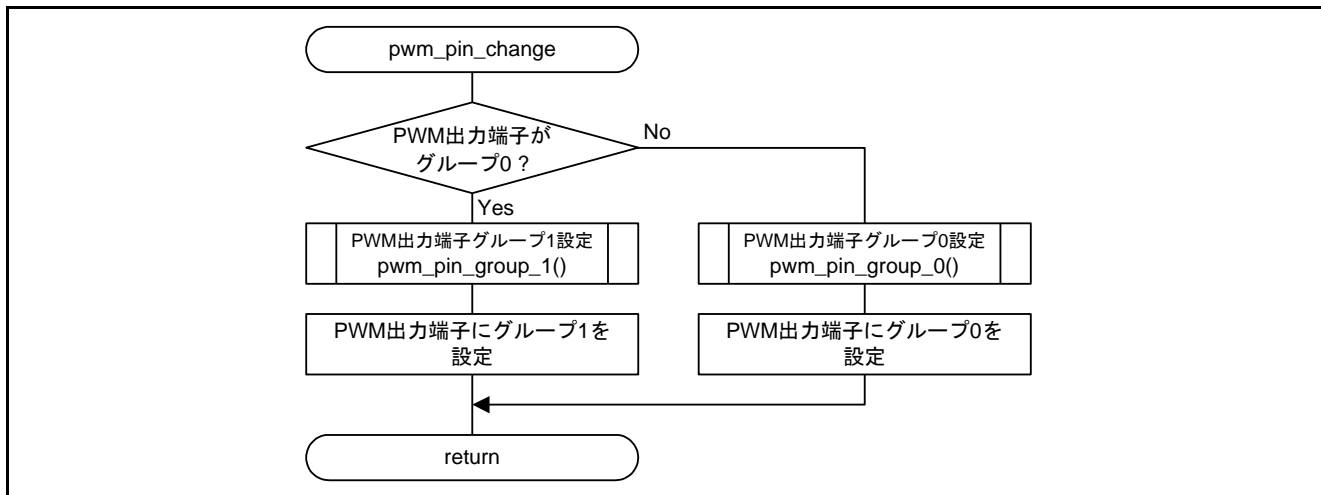 pwm_pin_change
PWM出力端子が
グループ0？
No
Yes
PWM出力端子グループ1設定
pwm_pin_group_1()
PWM出力端子グループ0設定
pwm_pin_group_0()
PWM出力端子にグループ1を
設定
PWM出力端子にグループ0を
設定
return